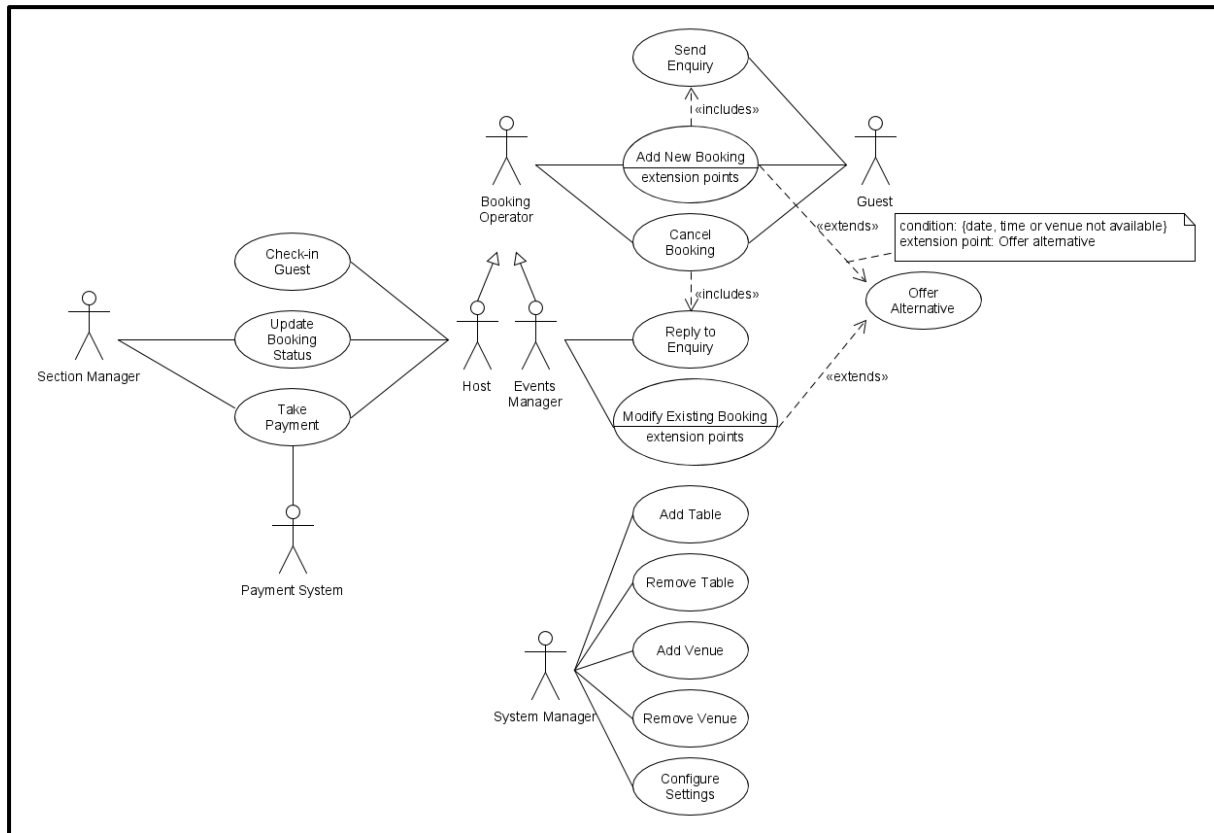 Send
Enquiry
«includes»
Add New Booking
extension points
Booking
Operator
Guest
«extends»
condition: {date, time or venue not available}
extension point: Offer alternative
Cancel
Booking
Check-in
Guest
«includes»
Offer
Alternative
Update
Booking
Status
Reply to
Enquiry
Section Manager
Host
Events
Manager
«extends»
Take
Payment
Modify Existing Booking
extension points
Add Table
Payment System
Remove Table
Add Venue
System Manager
Remove Venue
Configure
Settings